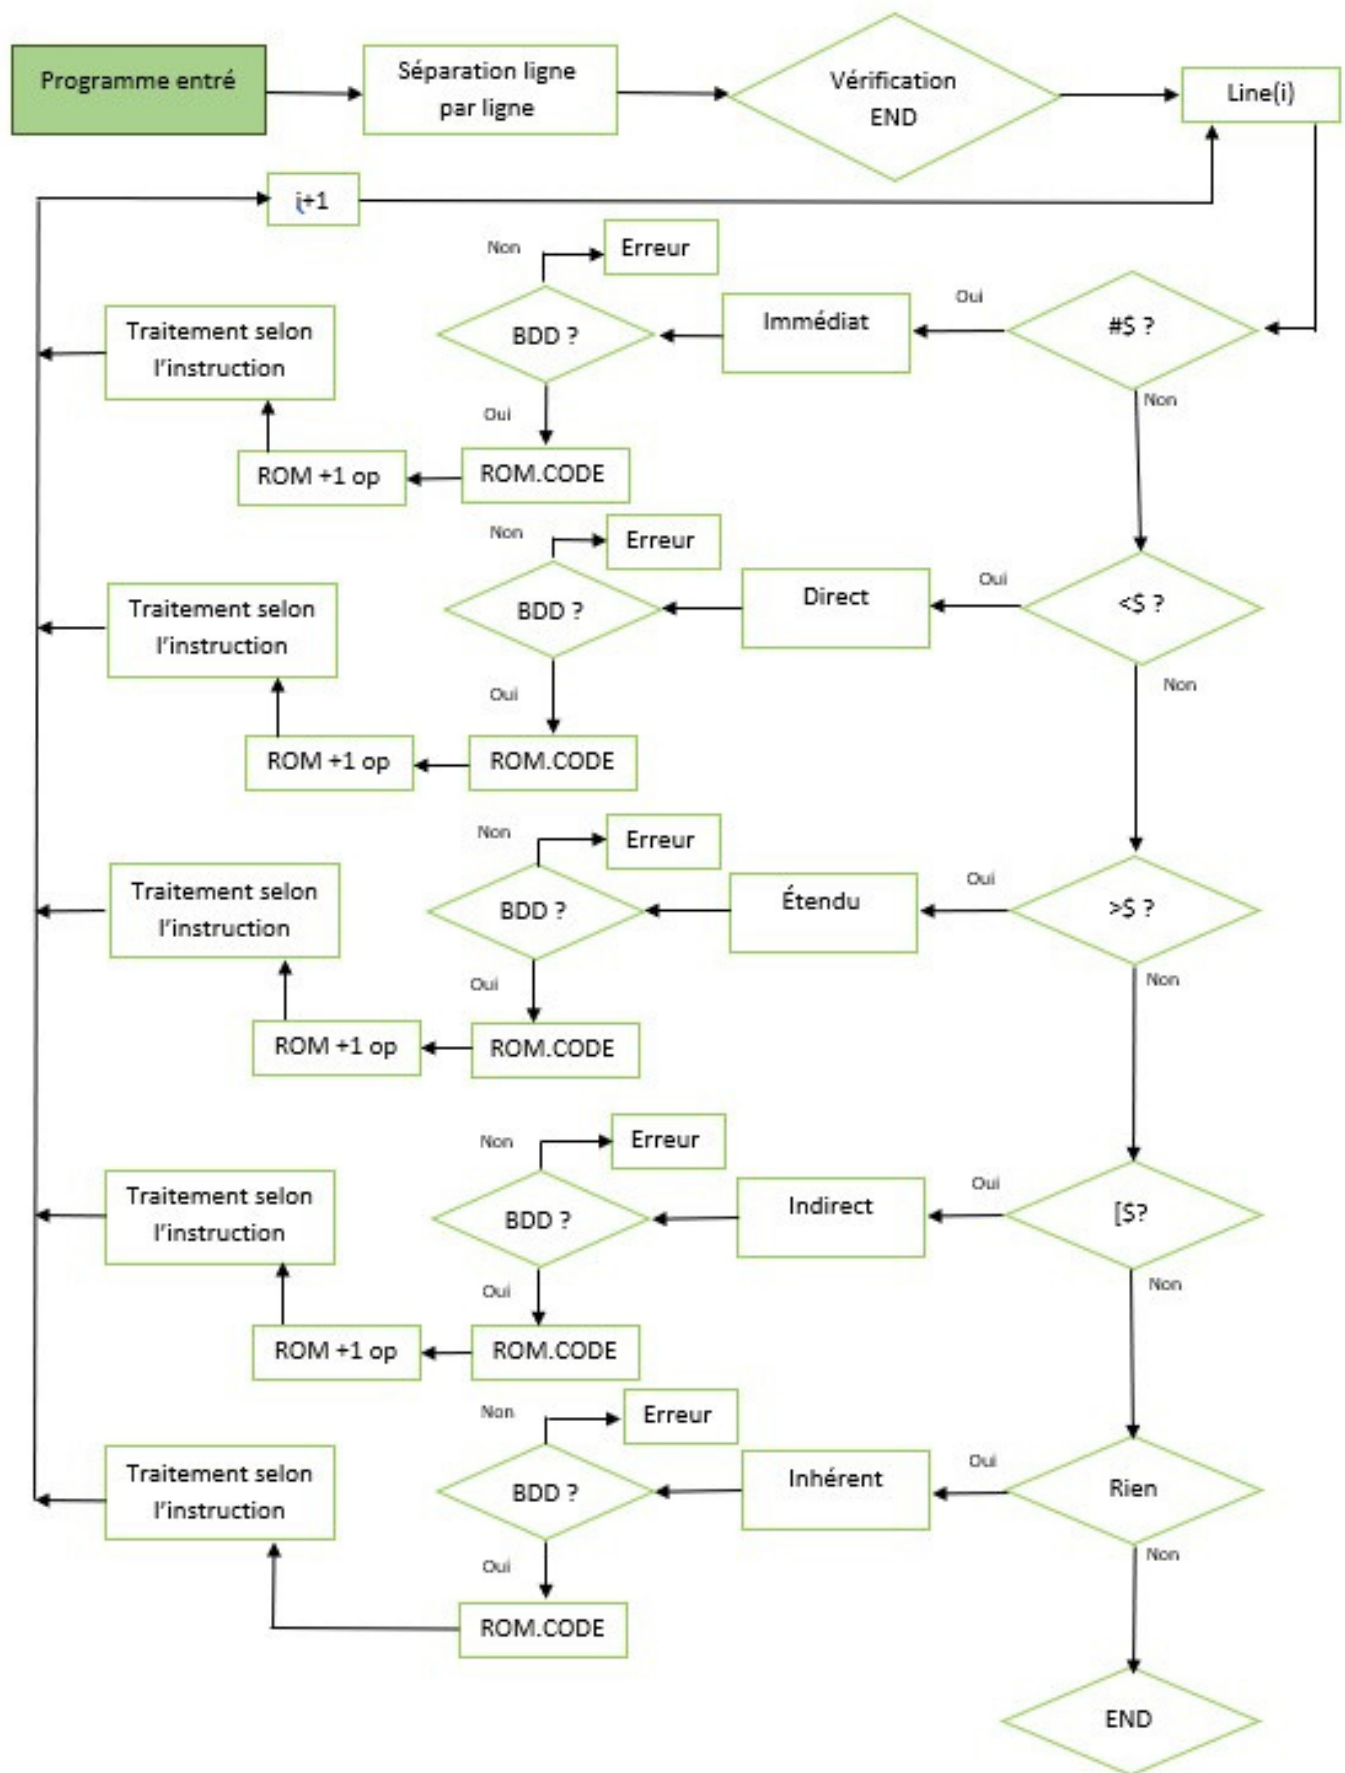 Programme entré
Séparation ligne
par ligne
Vérification
END
Line(i)
i+1
Non
Erreur
Traitement selon
l'instruction
BDD ?
Immédiat
Oui
#$ ?
Non
Oui
ROM +1 op
ROM.CODE
Non
Erreur
Traitement selon
l'instruction
BDD ?
Direct
Oui
<$ ?
Non
Oui
ROM +1 op
ROM.CODE
Non
Erreur
Traitement selon
l'instruction
BDD ?
Étendu
Oui
>$ ?
Non
Oui
ROM +1 op
ROM.CODE
Non
Erreur
Traitement selon
l'instruction
BDD ?
Indirect
Oui
[$?
Non
Oui
ROM +1 op
ROM.CODE
Non
Erreur
Traitement selon
l'instruction
BDD ?
Inhérent
Oui
Rien
Non
Oui
ROM.CODE
END